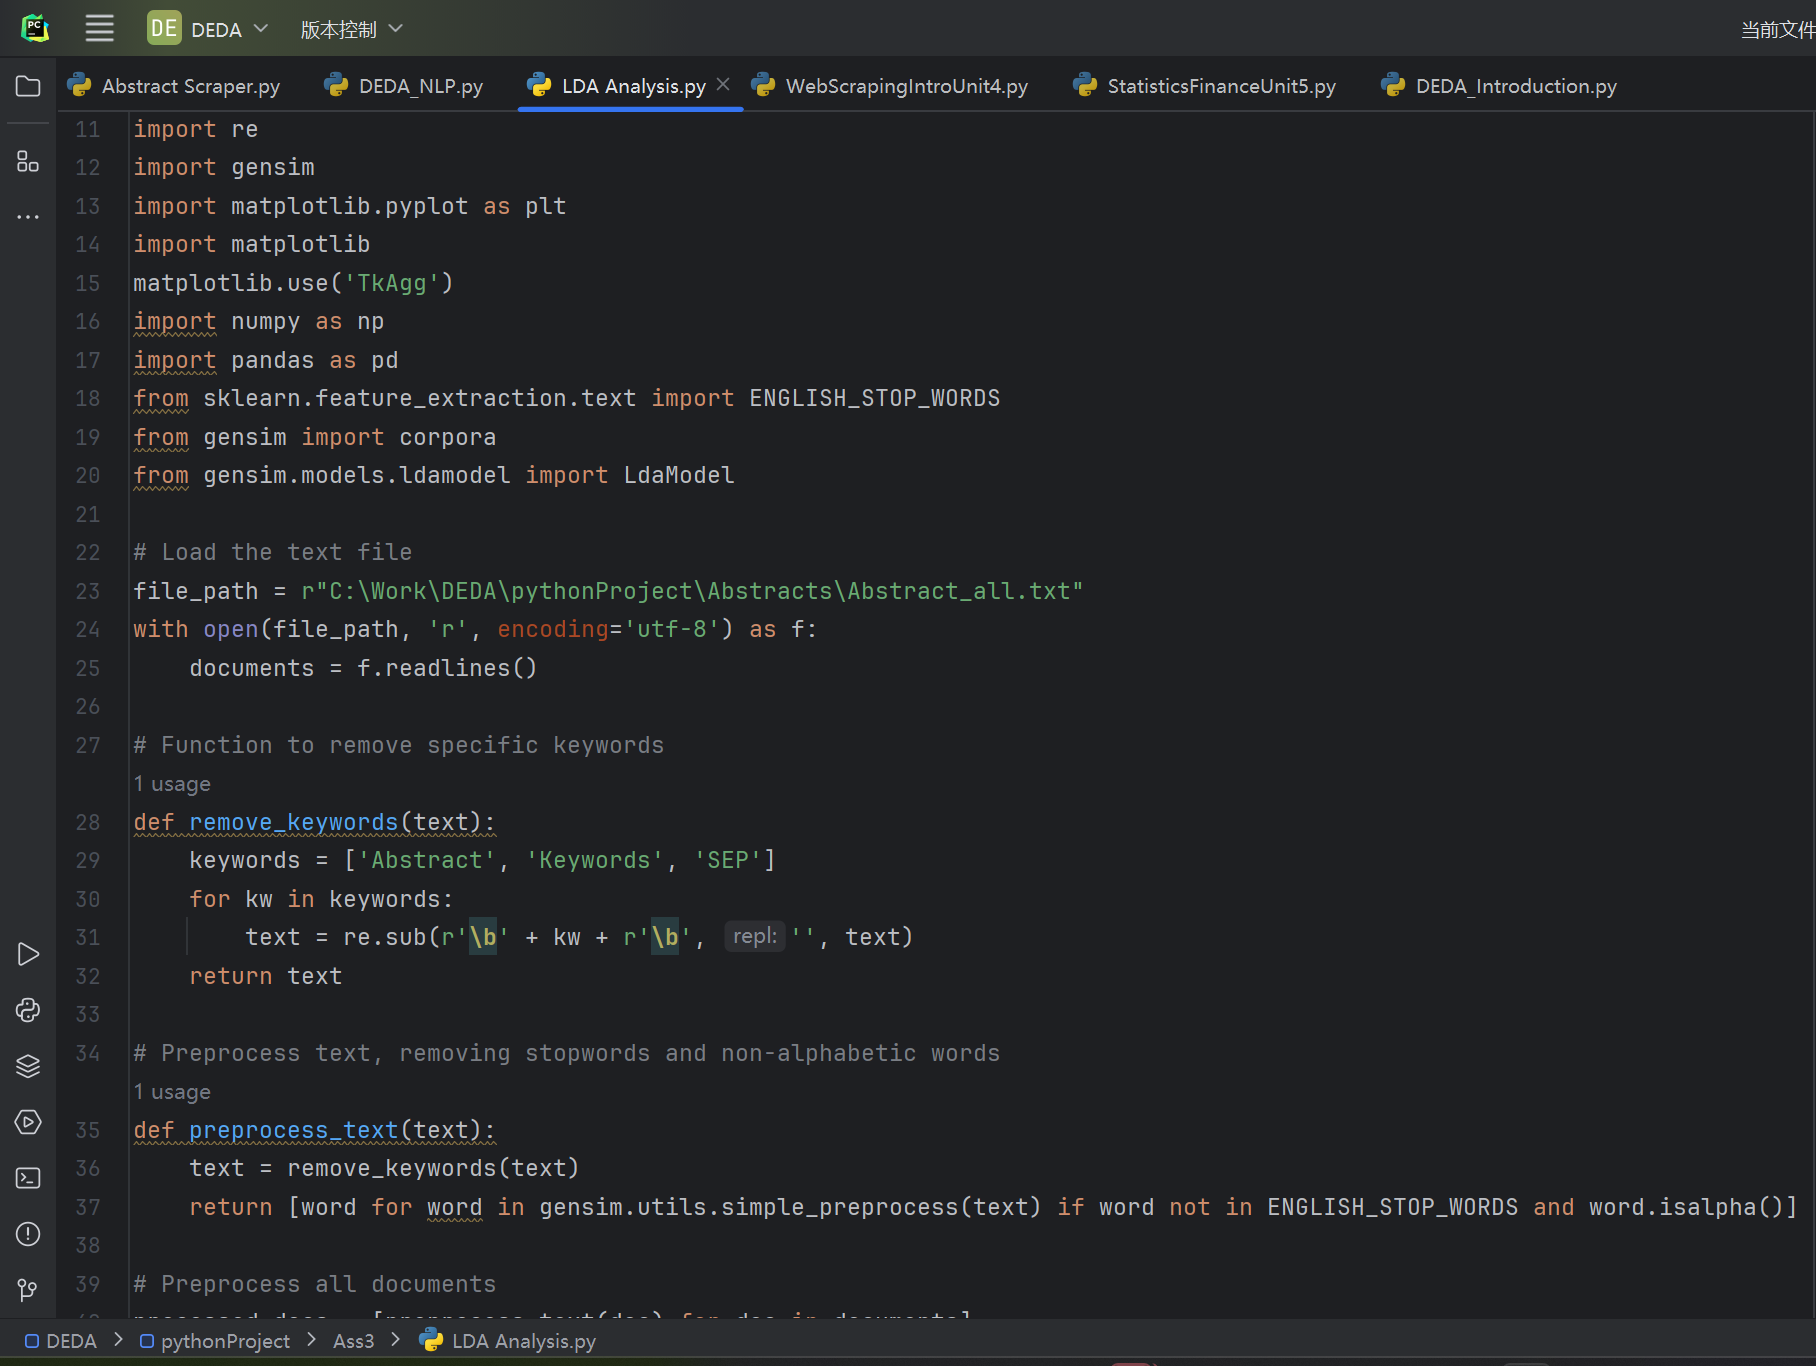 PC
DE DEDA 版本控制 当前文件
Abstract Scraper.py DEDA_NLP.py LDA Analysis.py WebScrapingIntroUnit4.py StatisticsFinanceUnit5.py DEDA_Introduction.py
11 import re
12 import gensim
13 import matplotlib.pyplot as plt
14 import matplotlib
15 matplotlib.use('TkAgg')
16 import numpy as np
17 import pandas as pd
18 from sklearn.feature_extraction.text import ENGLISH_STOP_WORDS
19 from gensim import corpora
20 from gensim.models.ldamodel import LdaModel
21
22 # Load the text file
23 file_path = r"C:\Work\DEDA\pythonProject\Abstracts\Abstract_all.txt"
24 with open(file_path, 'r', encoding='utf-8') as f:
25     documents = f.readlines()
26
27 # Function to remove specific keywords
1 usage
28 def remove_keywords(text):
29     keywords = ['Abstract', 'Keywords', 'SEP']
30     for kw in keywords:
31         text = re.sub(r'\b' + kw + r'\b', repl: '', text)
32     return text
33
34 # Preprocess text, removing stopwords and non-alphabetic words
1 usage
35 def preprocess_text(text):
36     text = remove_keywords(text)
37     return [word for word in gensim.utils.simple_preprocess(text) if word not in ENGLISH_STOP_WORDS and word.isalpha()]
38
39 # Preprocess all documents
DEDA > pythonProject > Ass3 > LDA Analysis.py